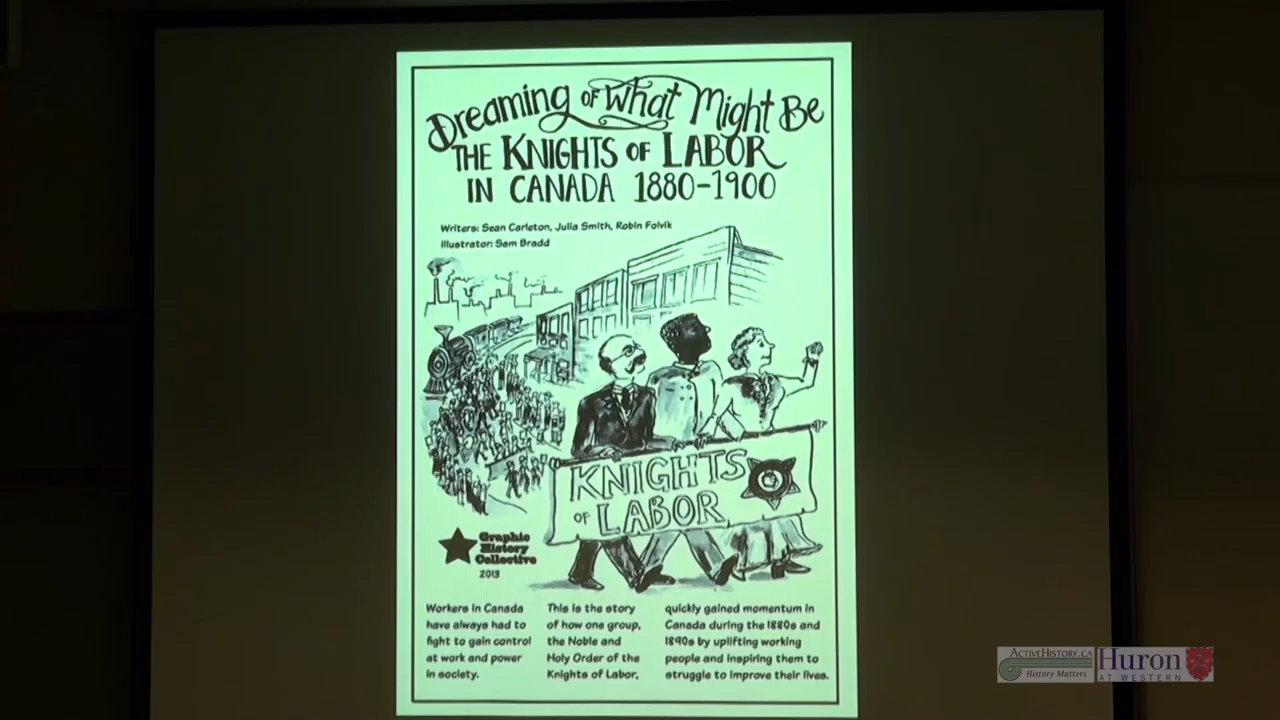 Dreaming of What Might Be
THE KNIGHTS OF LABOR
IN CANADA 1880-1900
Writers: Sean Carleton, Julia Smith, Robin Folvik
Illustrator: Sam Bradd
KNIGHTS
OF LABOR
Graphic
History
Collective
2013
Workers in Canada
have always had to
fight to gain control
at work and power
in society.
This is the story
of how one group,
the Noble and
Holy Order of the
Knights of Labor,
quickly gained momentum in
Canada during the 1880s and
1890s by uplifting working
people and inspiring them to
struggle to improve their lives.
ACTIVEHISTORY.CA
History Matters
Huron
AT WESTERN